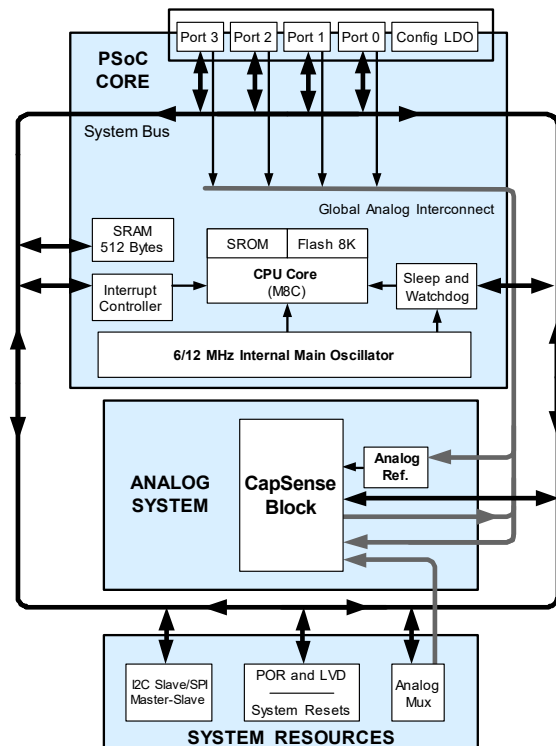 Port 3 Port 2 Port 1 Port 0 Config LDO
PSoC
CORE
System Bus
Global Analog Interconnect
SRAM
512 Bytes
SROM Flash 8K
CPU Core
(M8C)
Interrupt
Controller
Sleep and
Watchdog
6/12 MHz Internal Main Oscillator
ANALOG
SYSTEM
CapSense
Block
Analog
Ref.
I2C Slave/SPI
Master-Slave
POR and LVD
System Resets
Analog
Mux
SYSTEM RESOURCES